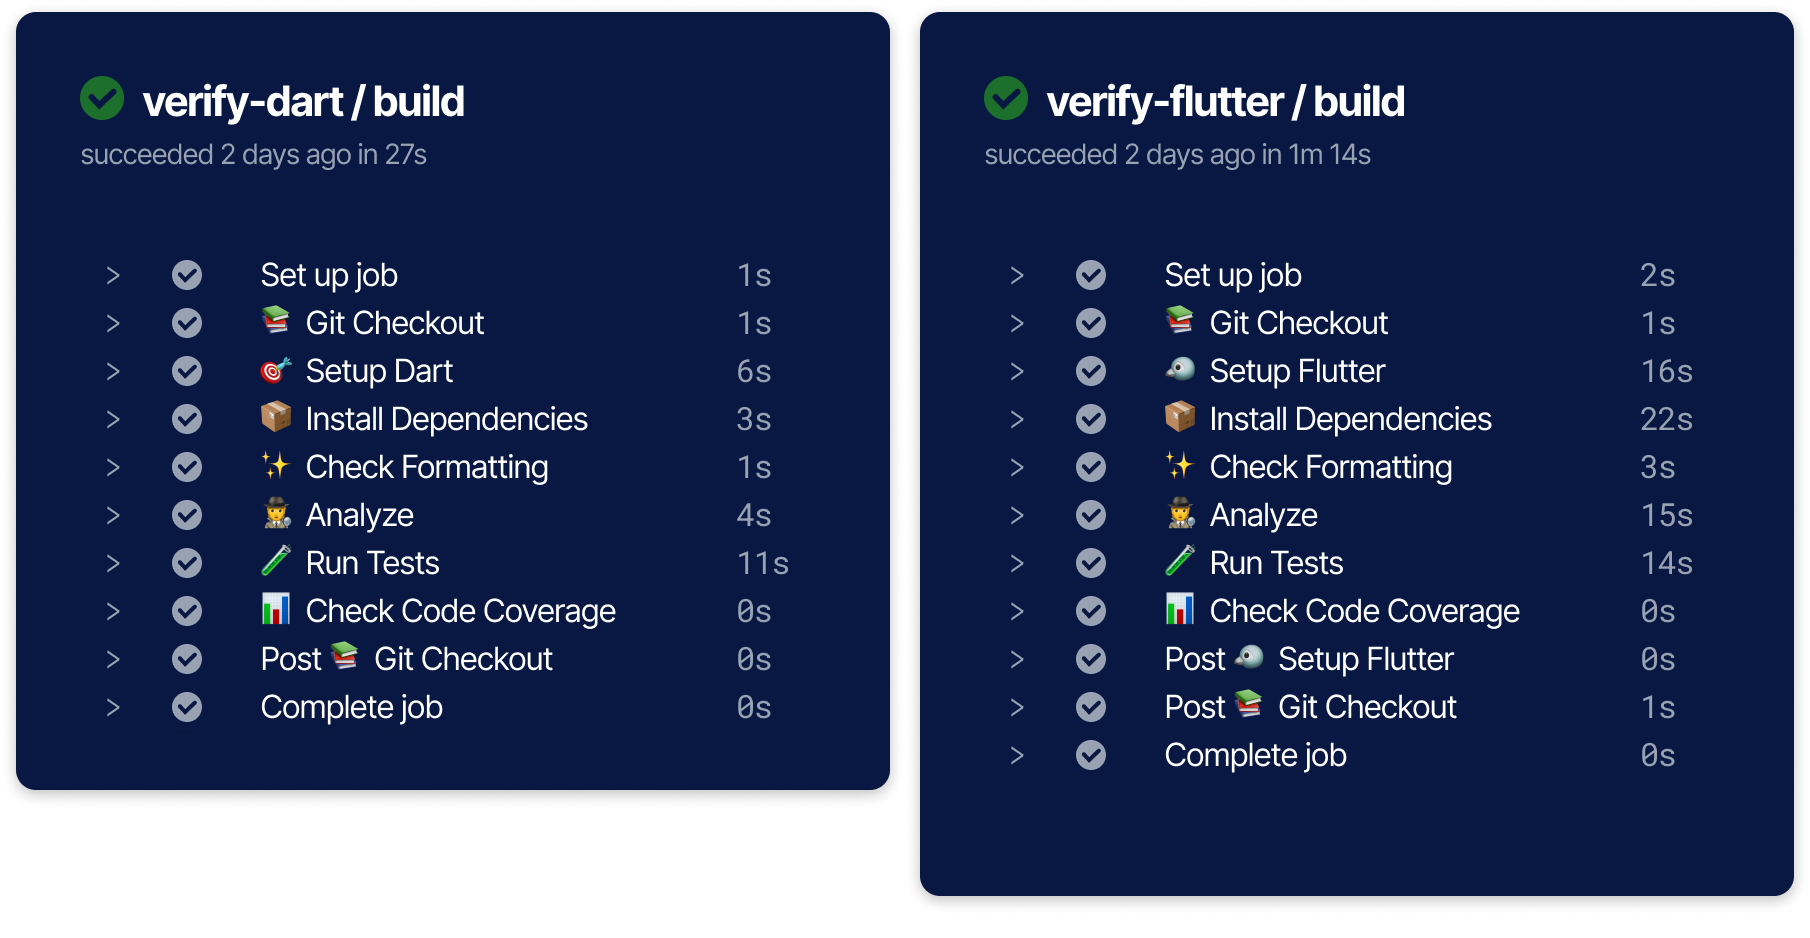 verify-dart / build
succeeded 2 days ago in 27s
> Set up job 1s
> 📚 Git Checkout 1s
> 🎯 Setup Dart 6s
> 📦 Install Dependencies 3s
> ✨ Check Formatting 1s
> 🕵️ Analyze 4s
> 🧪 Run Tests 11s
> 📊 Check Code Coverage 0s
> Post 📚 Git Checkout 0s
> Complete job 0s
verify-flutter / build
succeeded 2 days ago in 1m 14s
> Set up job 2s
> 📚 Git Checkout 1s
> 🐦 Setup Flutter 16s
> 📦 Install Dependencies 22s
> ✨ Check Formatting 3s
> 🕵️ Analyze 15s
> 🧪 Run Tests 14s
> 📊 Check Code Coverage 0s
> Post 🐦 Setup Flutter 0s
> Post 📚 Git Checkout 1s
> Complete job 0s